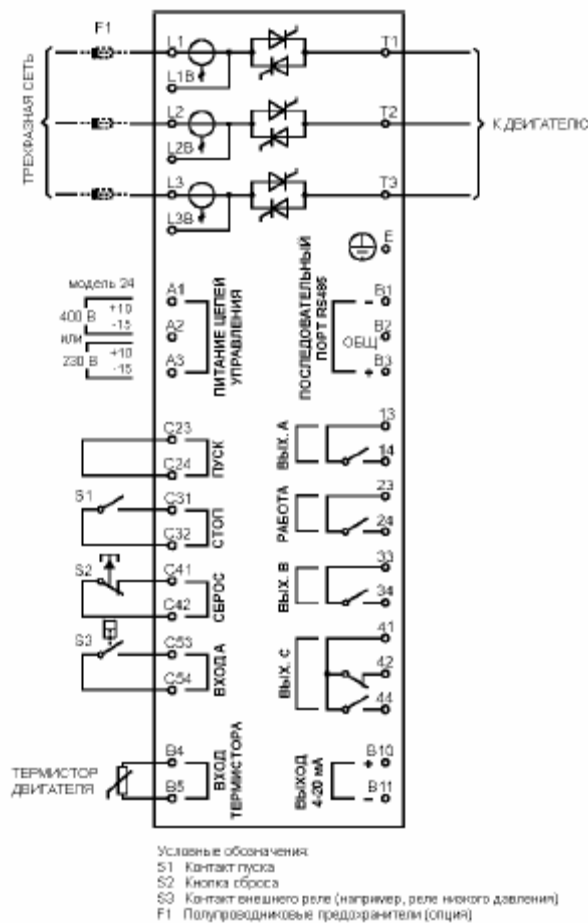 F1
L1
T1
L1B
L2
T2
L2B
L3
T3
L3B
ТРЕХФАЗНАЯ СЕТЬ
К ДВИГАТЕЛЮ
E
модель 24
400 В +10 -15
или
230 В +10 -15
A1
A2
A3
ПИТАНИЕ ЦЕПЕЙ
УПРАВЛЕНИЯ
ПОСЛЕДОВАТЕЛЬНЫЙ
ПОРТ RS485
- B1
ОБЩ B2
+ B3
C23
C24
ПУСК
S1
C31
C32
СТОП
S2
C41
C42
СБРОС
S3
C53
C54
ВХОД A
ВЫХ. A
13
14
РАБОТА
23
24
ВЫХ. B
33
34
ВЫХ. C
41
42
44
ТЕРМИСТОР
ДВИГАТЕЛЯ
B4
B5
ВХОД
ТЕРМИСТОРА
ВЫХОД
4-20 мА
+ B10
- B11
Условные обозначения:
S1 Контакт пуска
S2 Кнопка сброса
S3 Контакт внешнего реле (например, реле низкого давления)
F1 Полупроводниковые предохранители (опция)